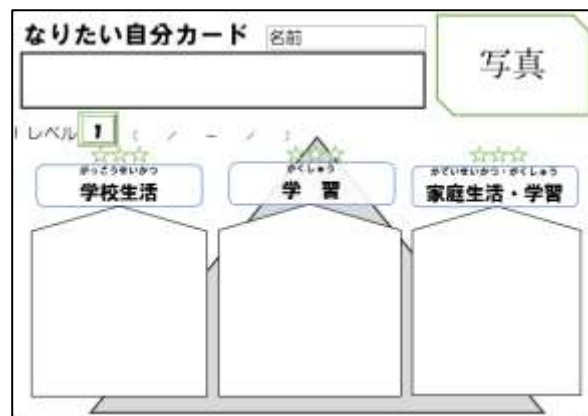 なりたい自分カード 名前
写真
レベル 1 ( / - / )
☆☆☆ ☆☆☆ ☆☆☆
がっこうせいかつ がくしゅう かていせいかつ・がくしゅう
学校生活 学 習 家庭生活・学習